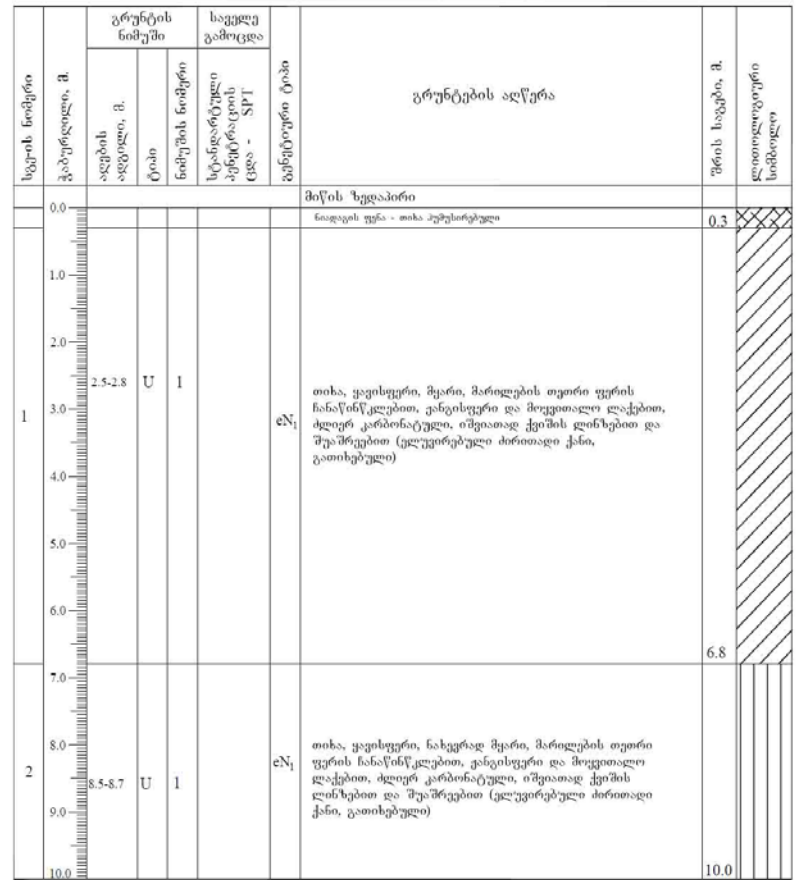 სგე-ის ნომერი
ჭაბურღილი, მ.
გრუნტის
ნიმუში
აღების
ადგილი, მ.
ტიპი
ნიმუშის ნომერი
საველე
გამოცდა
სტანდარტული
პენეტრაციის
ცდა - SPT
გენეტიური ტიპი
გრუნტების აღწერა
შრის საგები, მ.
ლითოლოგიური
სიმბოლო
მიწის ზედაპირი
0.0
ნიადაგის ფენა - თიხა ჰუმუსირებული
0.3
1.0
2.0
2.5-2.8 U 1
1
3.0
eN1
თიხა, ყავისფერი, მყარი, მარილების თეთრი ფერის
ჩანაწინწკლებით, ჟანგისფერი და მოყვითალო ლაქებით,
ძლიერ კარბონატული, იშვიათად ქვიშის ლინზებით და
შუაშრეებით (ელუვირებული ძირითადი ქანი,
გათიხებული)
4.0
5.0
6.0
6.8
7.0
8.0
2
8.5-8.7 U 1
eN1
თიხა, ყავისფერი, ნახევრად მყარი, მარილების თეთრი
ფერის ჩანაწინწკლებით, ჟანგისფერი და მოყვითალო
ლაქებით, ძლიერ კარბონატული, იშვიათად ქვიშის
ლინზებით და შუაშრეებით (ელუვირებული ძირითადი
ქანი, გათიხებული)
9.0
10.0
10.0